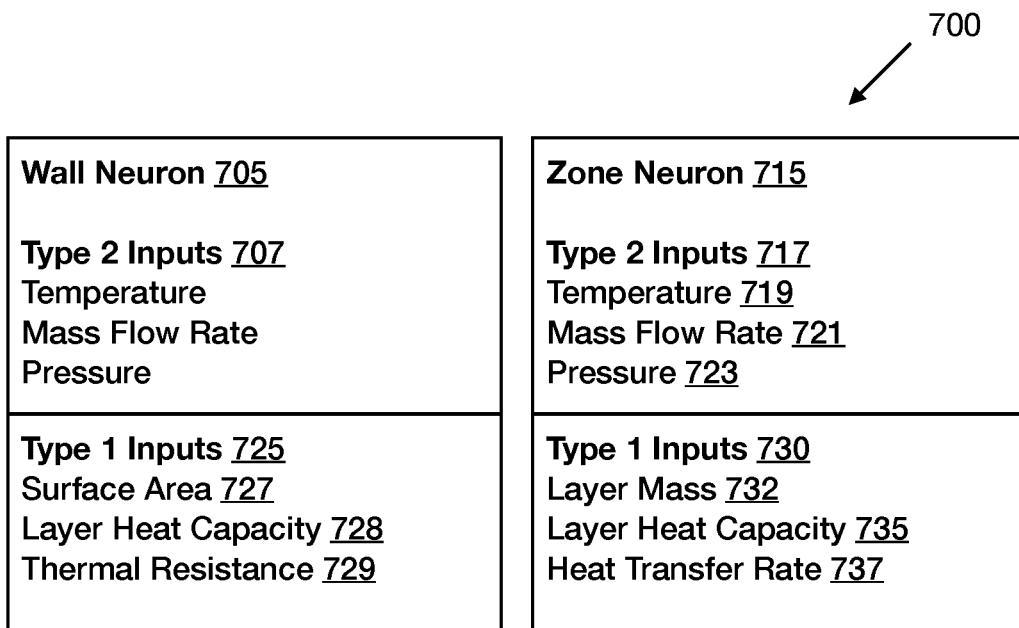 700
Wall Neuron 705
Type 2 Inputs 707
Temperature
Mass Flow Rate
Pressure
Type 1 Inputs 725
Surface Area 727
Layer Heat Capacity 728
Thermal Resistance 729
Zone Neuron 715
Type 2 Inputs 717
Temperature 719
Mass Flow Rate 721
Pressure 723
Type 1 Inputs 730
Layer Mass 732
Layer Heat Capacity 735
Heat Transfer Rate 737